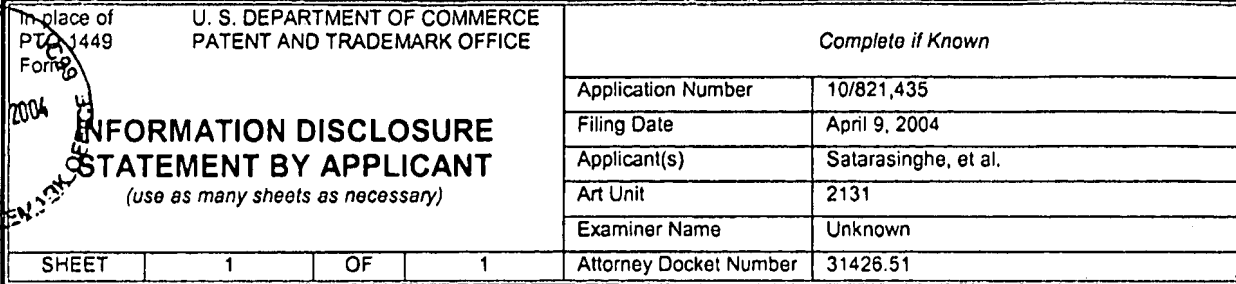 In place of U. S. DEPARTMENT OF COMMERCE
PTO 1449 PATENT AND TRADEMARK OFFICE
Form
2004
INFORMATION DISCLOSURE
STATEMENT BY APPLICANT
(use as many sheets as necessary)
SHEET 1 OF 1
Complete if Known
Application Number 10/821,435
Filing Date April 9, 2004
Applicant(s) Satarasinghe, et al.
Art Unit 2131
Examiner Name Unknown
Attorney Docket Number 31426.51